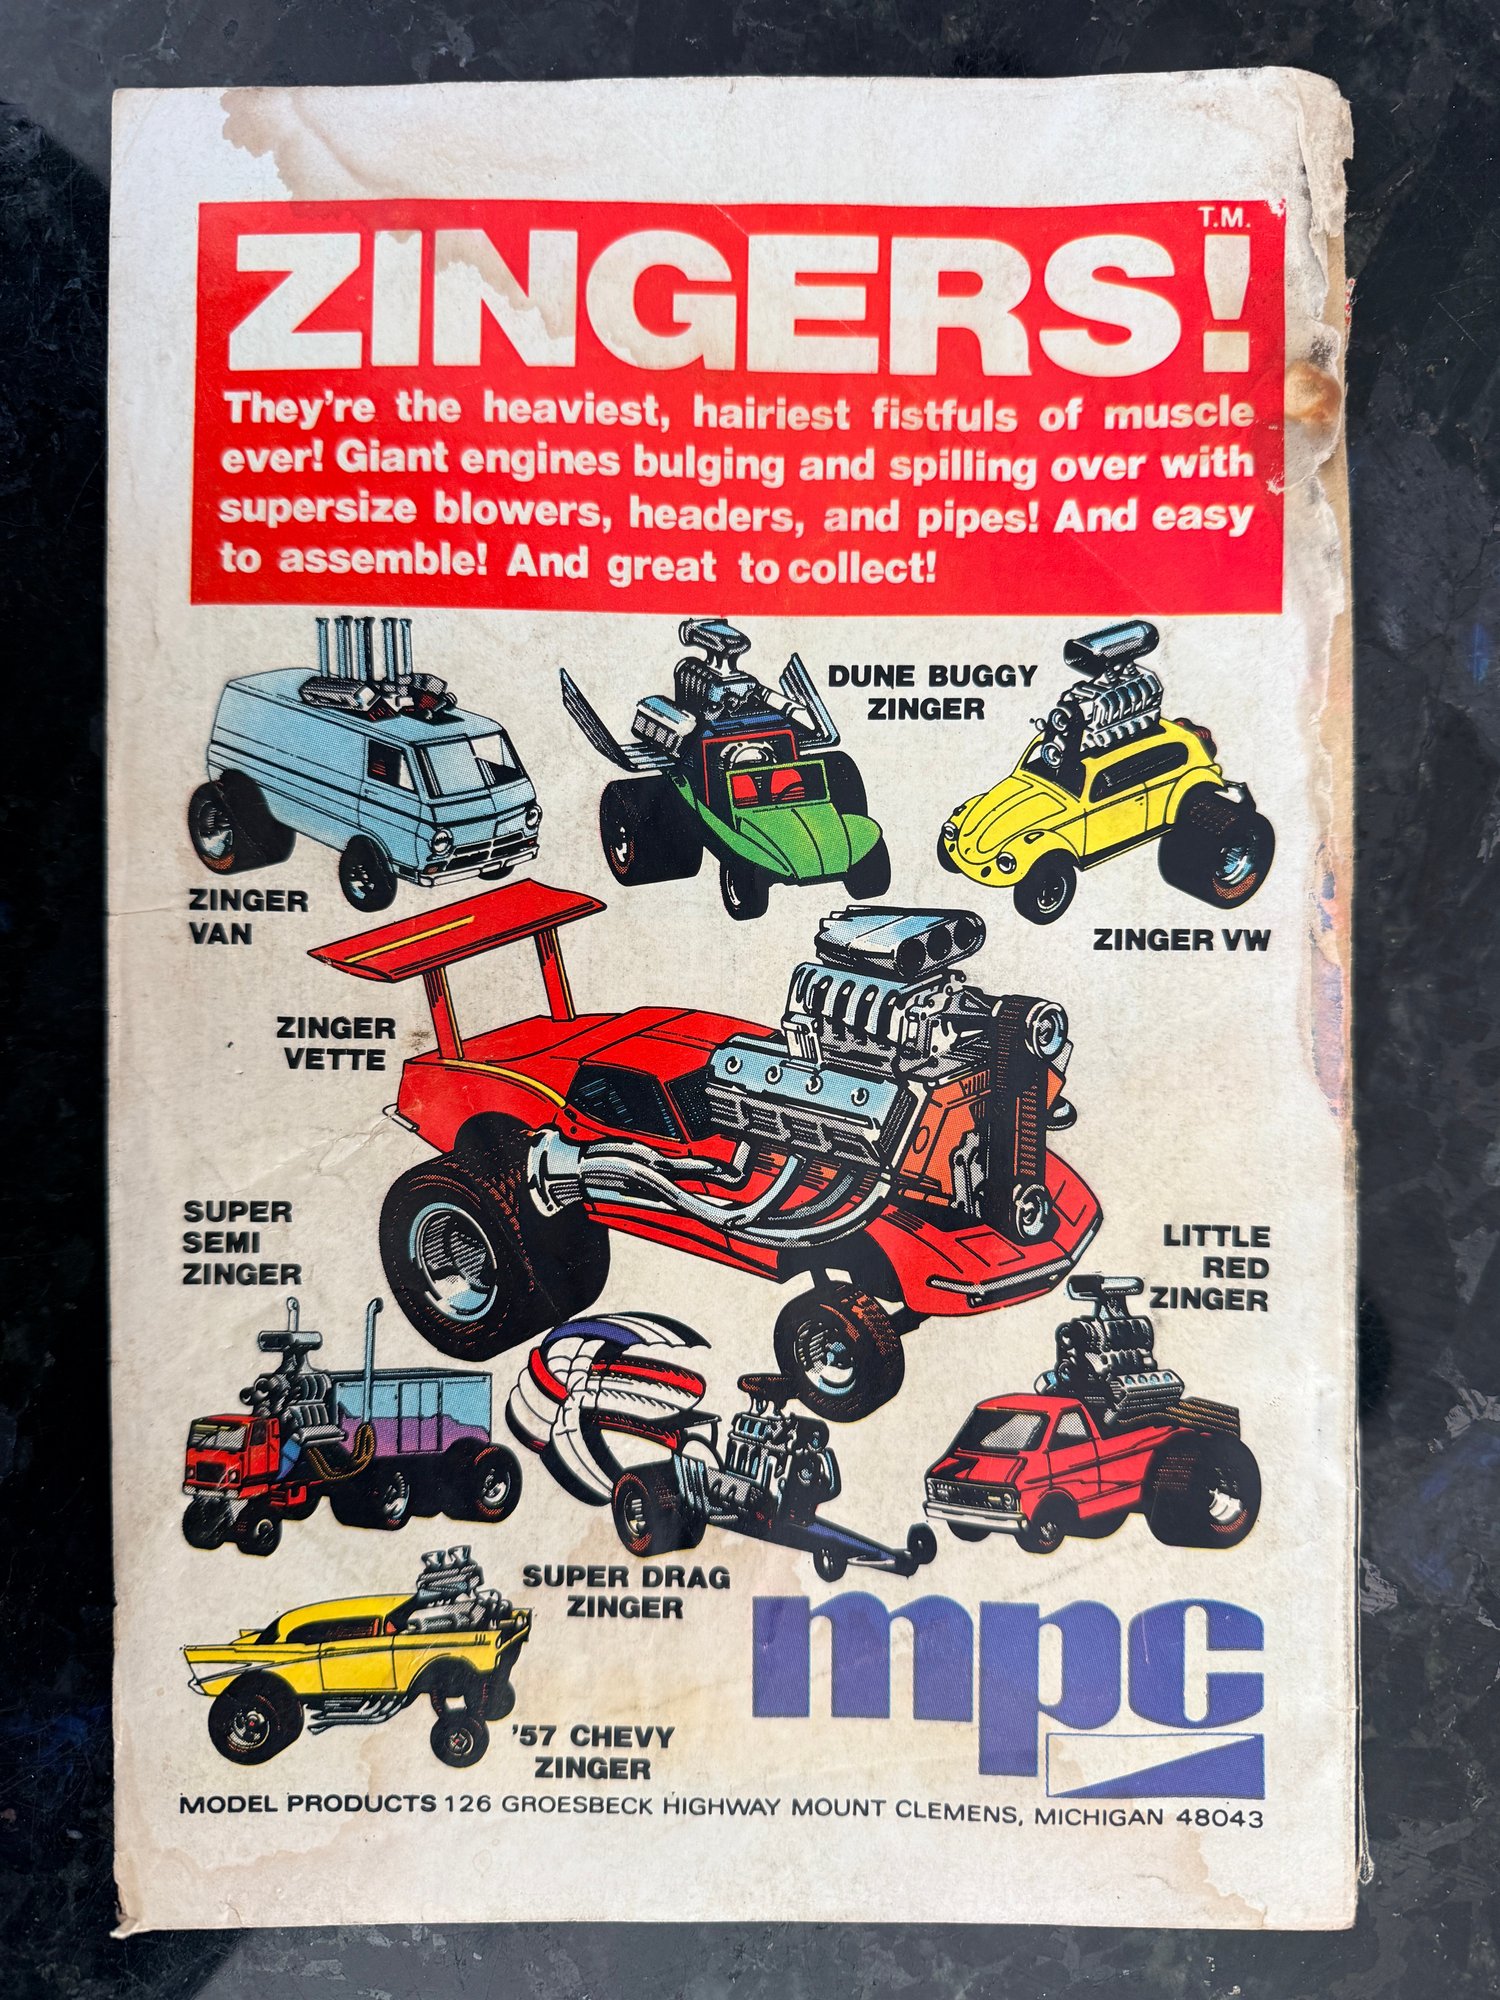 T.M.
ZINGERS!
They're the heaviest, hairiest fistfuls of muscle
ever! Giant engines bulging and spilling over with
supersize blowers, headers, and pipes! And easy
to assemble! And great to collect!
DUNE BUGGY
ZINGER
ZINGER
VAN
ZINGER VW
ZINGER
VETTE
SUPER
SEMI
ZINGER
LITTLE
RED
ZINGER
SUPER DRAG
ZINGER
'57 CHEVY
ZINGER
mpc
MODEL PRODUCTS 126 GROESBECK HIGHWAY MOUNT CLEMENS, MICHIGAN 48043